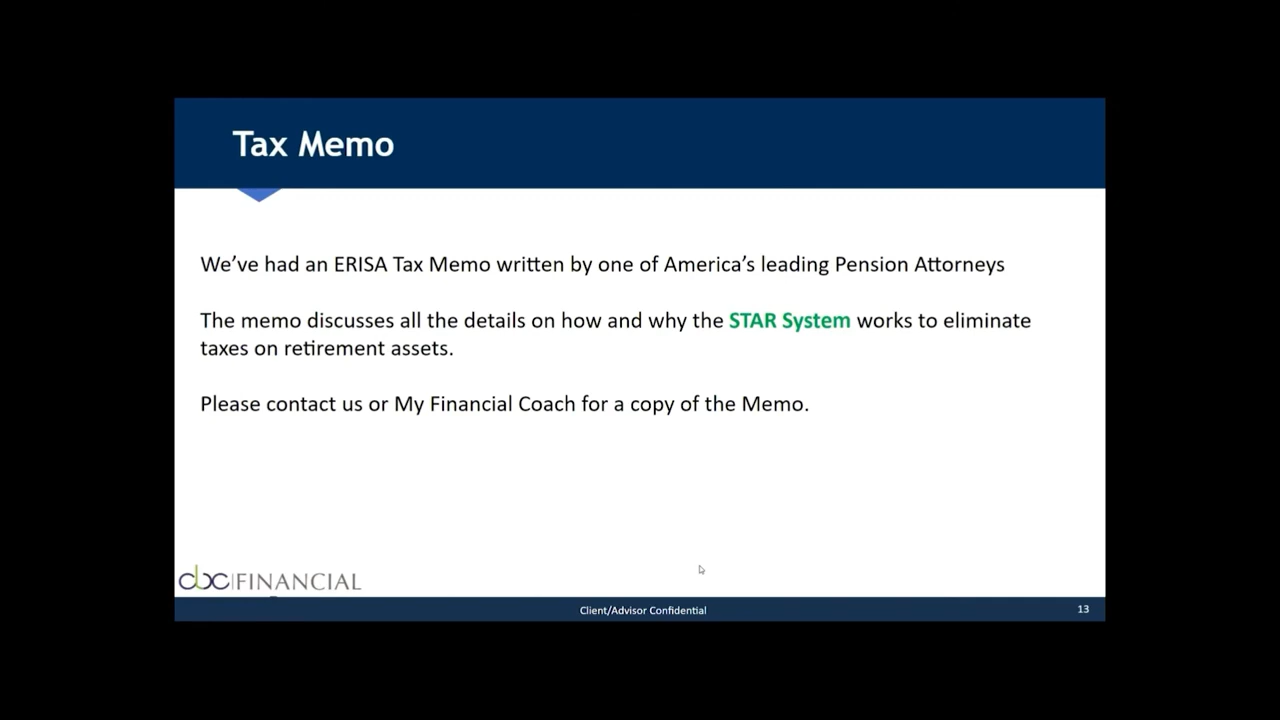 Tax Memo
We've had an ERISA Tax Memo written by one of America's leading Pension Attorneys
The memo discusses all the details on how and why the STAR System works to eliminate
taxes on retirement assets.
Please contact us or My Financial Coach for a copy of the Memo.
cbc|FINANCIAL
Client/Advisor Confidential
13